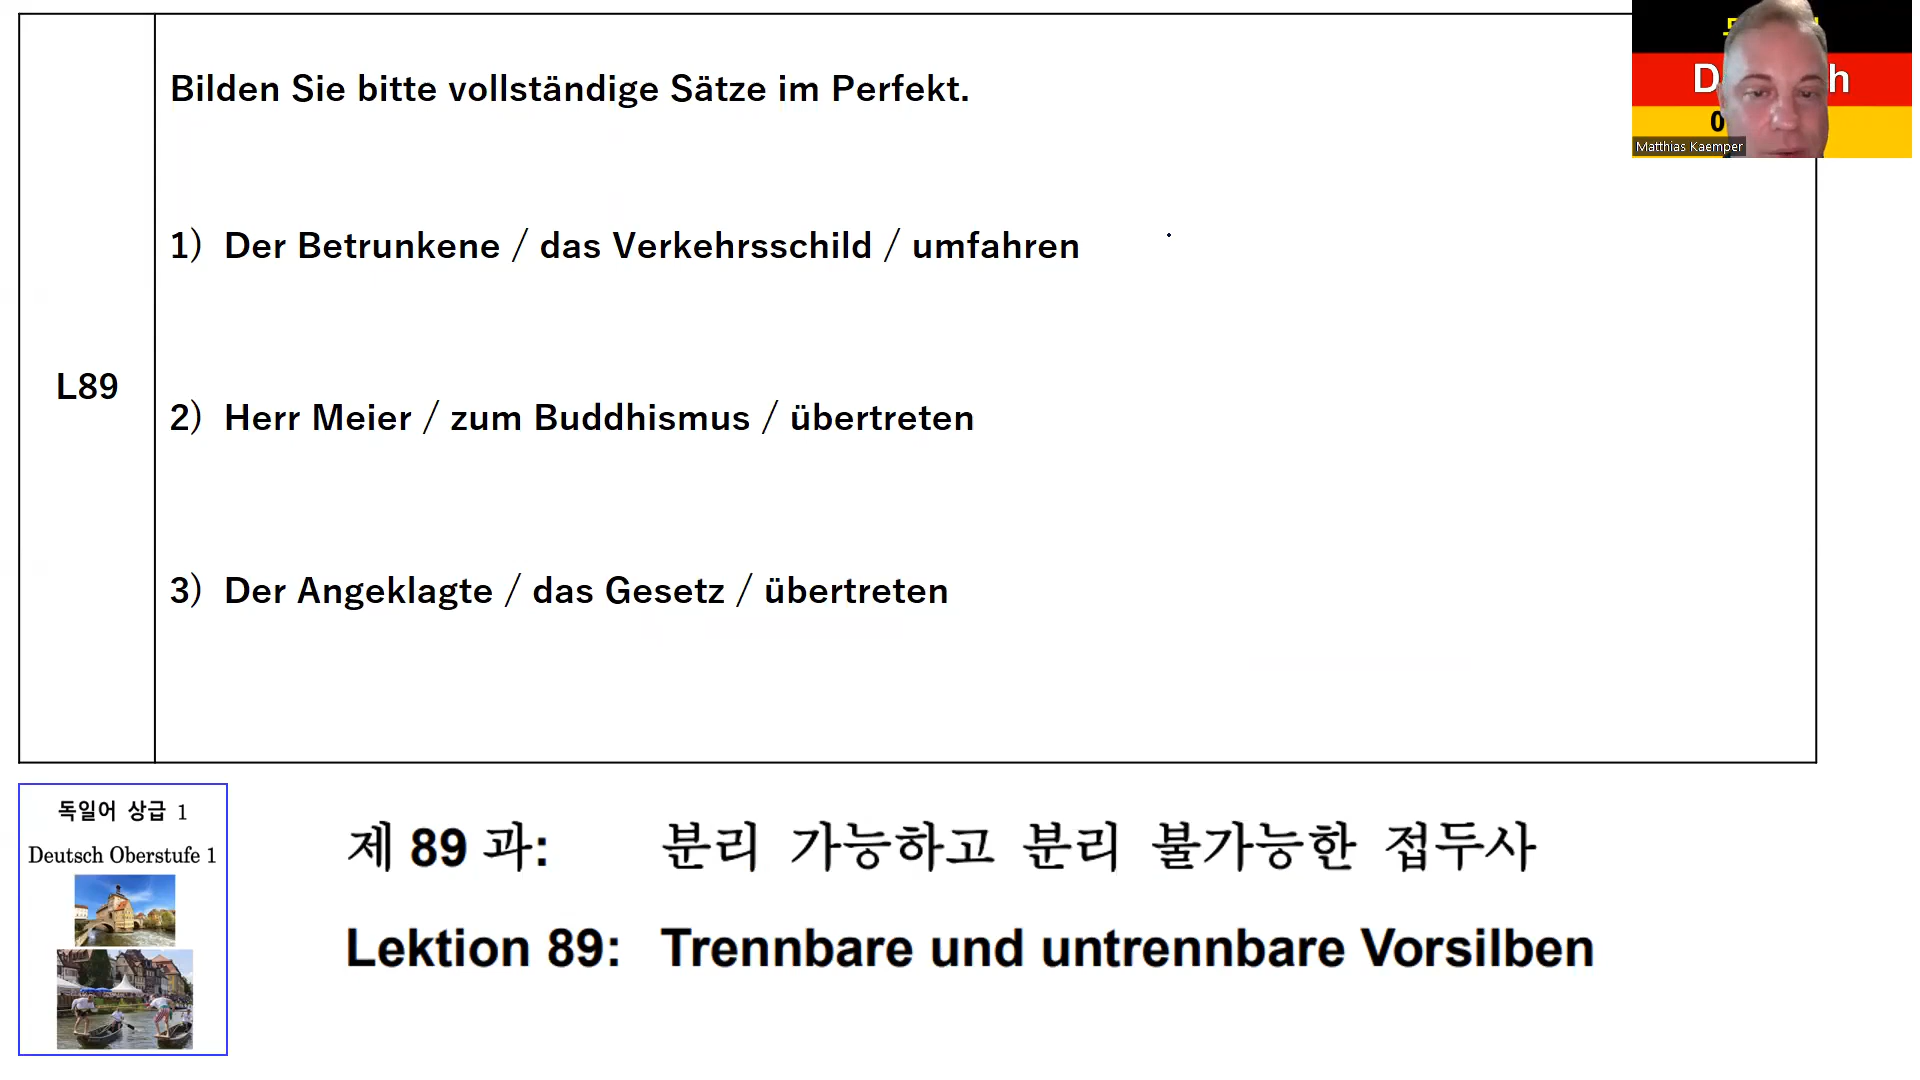 Bilden Sie bitte vollständige Sätze im Perfekt.
1) Der Betrunkene / das Verkehrsschild / umfahren
L89
2) Herr Meier / zum Buddhismus / übertreten
3) Der Angeklagte / das Gesetz / übertreten
Matthias Kaemper
독일어 상급 1
Deutsch Oberstufe 1
제 89 과: 분리 가능하고 분리 불가능한 접두사
Lektion 89: Trennbare und untrennbare Vorsilben